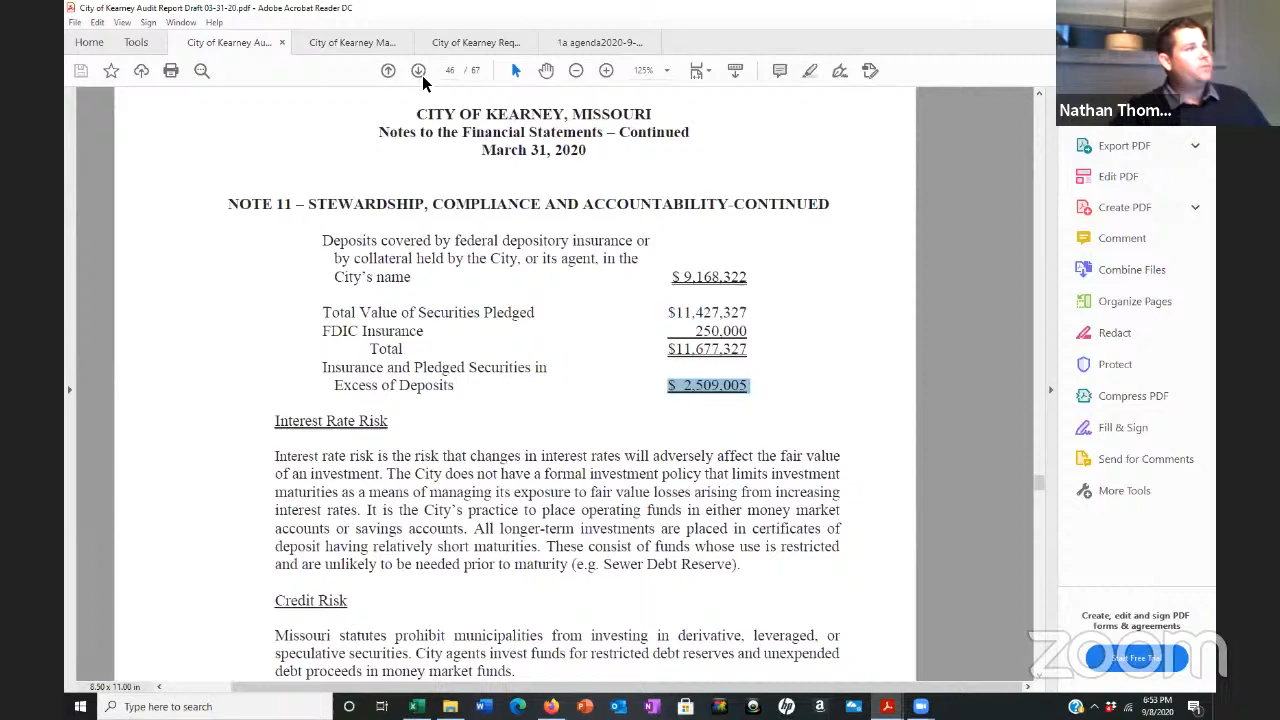 City of Kearney Audit Report Draft 03-31-20.pdf - Adobe Acrobat Reader DC
File Edit View Sign Window Help
Home Tools City of Kearney Au... × City of Kearney Ma... City of Kearney Req... 1a.agenda2020-9-...
46 / 67 125%
Nathan Thom...
CITY OF KEARNEY, MISSOURI
Notes to the Financial Statements – Continued
March 31, 2020
NOTE 11 – STEWARDSHIP, COMPLIANCE AND ACCOUNTABILITY-CONTINUED
Deposits covered by federal depository insurance or
by collateral held by the City, or its agent, in the
City's name $ 9,168,322
Total Value of Securities Pledged $11,427,327
FDIC Insurance 250,000
Total $11,677,327
Insurance and Pledged Securities in
Excess of Deposits $ 2,509,005
Interest Rate Risk
Interest rate risk is the risk that changes in interest rates will adversely affect the fair value
of an investment. The City does not have a formal investment policy that limits investment
maturities as a means of managing its exposure to fair value losses arising from increasing
interest rates. It is the City's practice to place operating funds in either money market
accounts or savings accounts. All longer-term investments are placed in certificates of
deposit having relatively short maturities. These consist of funds whose use is restricted
and are unlikely to be needed prior to maturity (e.g. Sewer Debt Reserve).
Credit Risk
Missouri statutes prohibit municipalities from investing in derivative, leveraged, or
speculative securities. City agents invest funds for restricted debt reserves and unexpended
debt proceeds in money market funds.
8.50 x 11.00 in
Export PDF
Edit PDF
Create PDF
Comment
Combine Files
Organize Pages
Redact
Protect
Compress PDF
Fill & Sign
Send for Comments
More Tools
Create, edit and sign PDF
forms & agreements
Start Free Trial
zoom
Type here to search
6:53 PM
9/8/2020